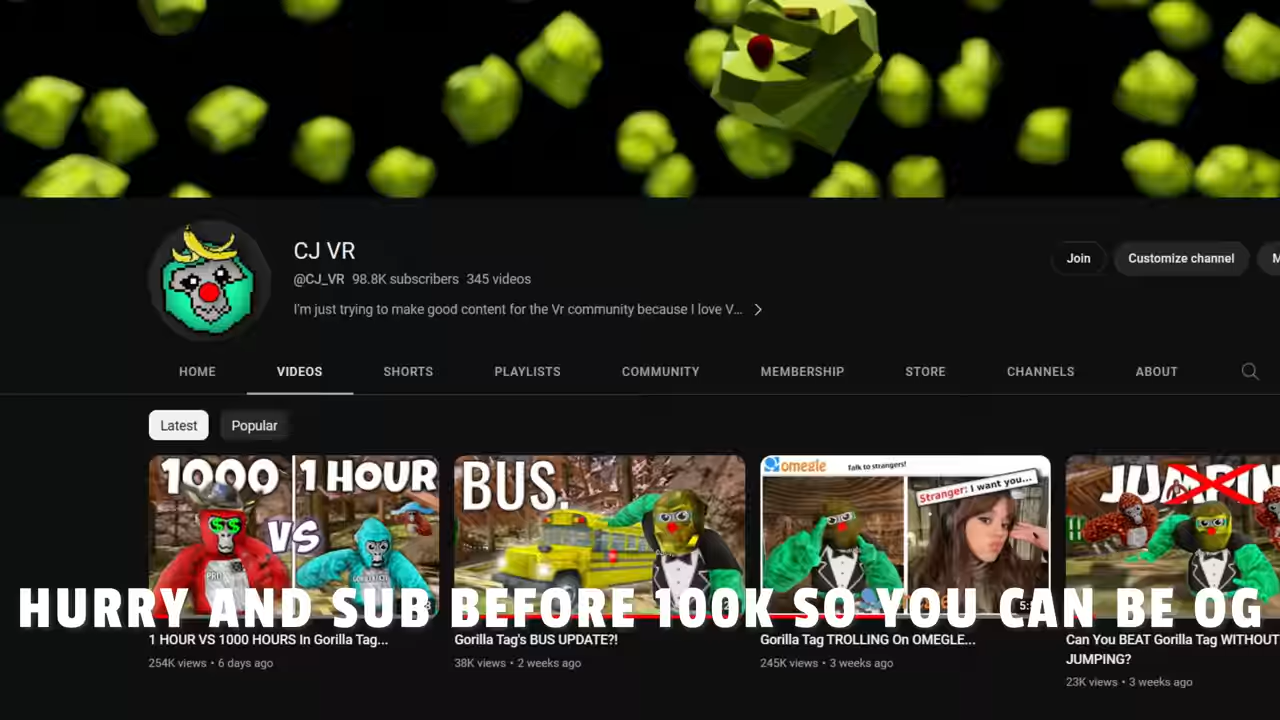 CJ VR
@CJ_VR 98.8K subscribers 345 videos
I'm just trying to make good content for the Vr community because I love V...
Join
Customize channel
M
HOME
VIDEOS
SHORTS
PLAYLISTS
COMMUNITY
MEMBERSHIP
STORE
CHANNELS
ABOUT
Latest
Popular
1000
VS
1 HOUR
BUS.
omegle
Talk to strangers!
Stranger: I want you...
JUMPIN
HURRY AND SUB BEFORE 100K SO YOU CAN BE OG
1 HOUR VS 1000 HOURS In Gorilla Tag...
254K views • 6 days ago
Gorilla Tag's BUS UPDATE?!
38K views • 2 weeks ago
Gorilla Tag TROLLING On OMEGLE...
245K views • 3 weeks ago
Can You BEAT Gorilla Tag WITHOUT
JUMPING?
23K views • 3 weeks ago